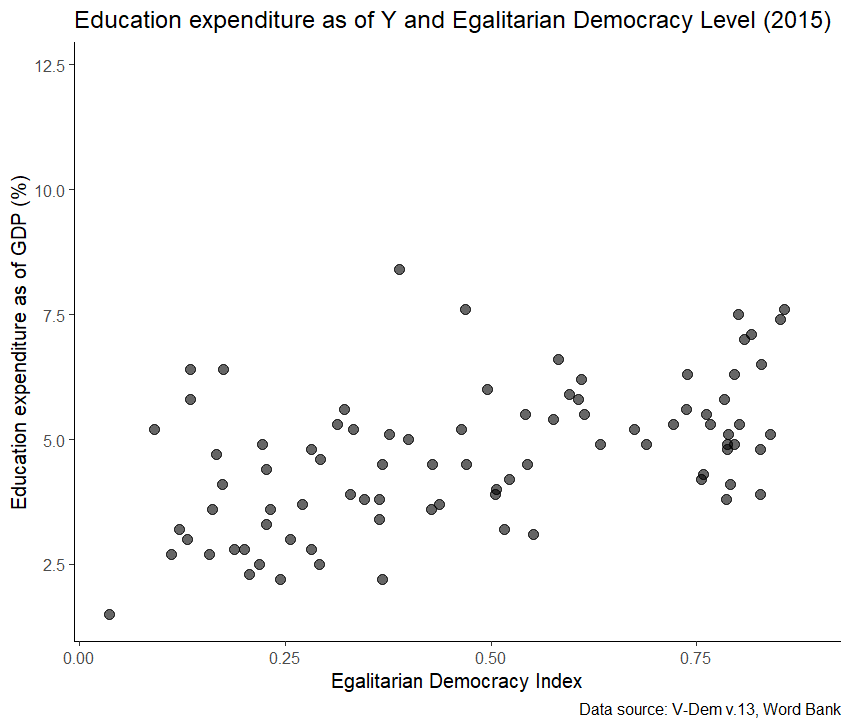 Education expenditure as of Y and Egalitarian Democracy Level (2015)
Education expenditure as of GDP (%)
12.5
10.0
7.5
5.0
2.5
0.00 0.25 0.50 0.75
Egalitarian Democracy Index
Data source: V-Dem v.13, Word Bank